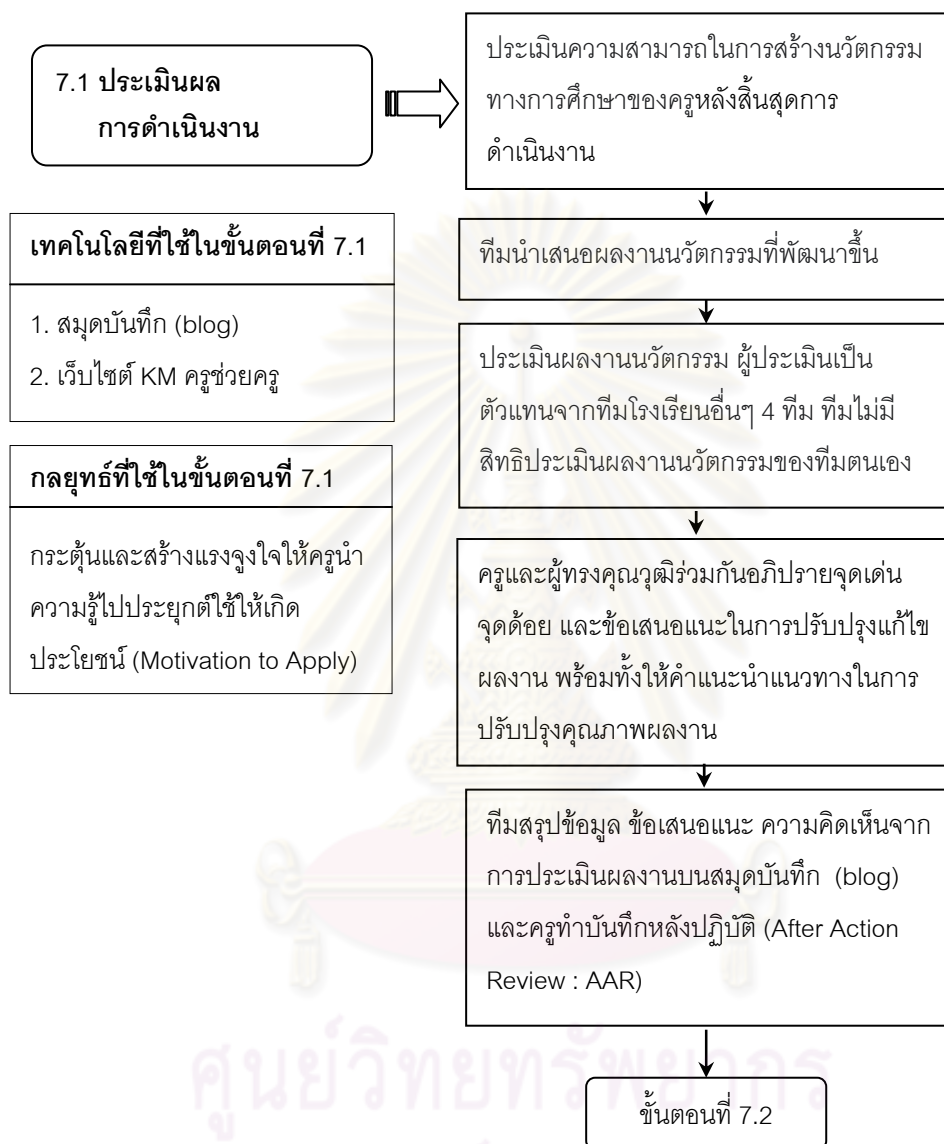 7.1 ประเมินผล
การดำเนินงาน
ประเมินความสามารถในการสร้างนวัตกรรม
ทางการศึกษาของครูหลังสิ้นสุดการ
ดำเนินงาน
เทคโนโลยีที่ใช้ในขั้นตอนที่ 7.1
1. สมุดบันทึก (blog)
2. เว็บไซต์ KM ครูช่วยครู
กลยุทธ์ที่ใช้ในขั้นตอนที่ 7.1
กระตุ้นและสร้างแรงจูงใจให้ครูนำ
ความรู้ไปประยุกต์ใช้ให้เกิด
ประโยชน์ (Motivation to Apply)
ทีมนำเสนอผลงานนวัตกรรมที่พัฒนาขึ้น
ประเมินผลงานนวัตกรรม ผู้ประเมินเป็น
ตัวแทนจากทีมโรงเรียนอื่นๆ 4 ทีม ทีมไม่มี
สิทธิประเมินผลงานนวัตกรรมของทีมตนเอง
ครูและผู้ทรงคุณวุฒิร่วมกันอภิปรายจุดเด่น
จุดด้อย และข้อเสนอแนะในการปรับปรุงแก้ไข
ผลงาน พร้อมทั้งให้คำแนะนำแนวทางในการ
ปรับปรุงคุณภาพผลงาน
ทีมสรุปข้อมูล ข้อเสนอแนะ ความคิดเห็นจาก
การประเมินผลงานบนสมุดบันทึก (blog)
และครูทำบันทึกหลังปฏิบัติ (After Action
Review : AAR)
ขั้นตอนที่ 7.2
ศูนย์วิทยทรัพยากร